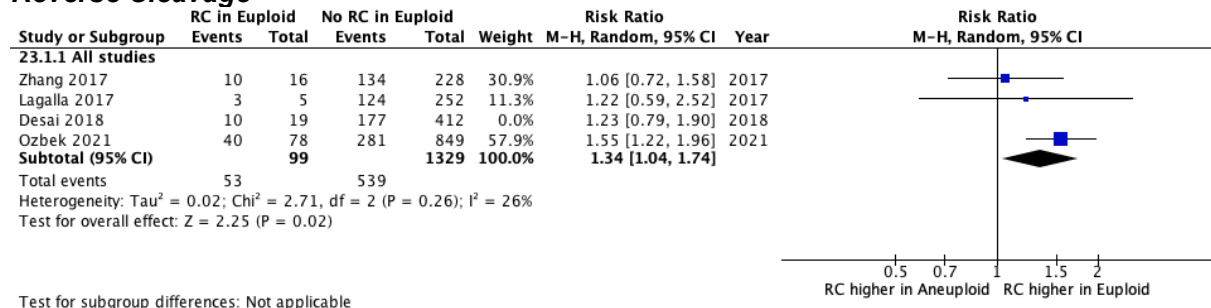 Reverse Cleavage
RC in Euploid No RC in Euploid Risk Ratio Risk Ratio
Study or Subgroup Events Total Events Total Weight M-H, Random, 95% CI Year M-H, Random, 95% CI
23.1.1 All studies
Zhang 2017 10 16 134 228 30.9% 1.06 [0.72, 1.58] 2017
Lagalla 2017 3 5 124 252 11.3% 1.22 [0.59, 2.52] 2017
Desai 2018 10 19 177 412 0.0% 1.23 [0.79, 1.90] 2018
Ozbek 2021 40 78 281 849 57.9% 1.55 [1.22, 1.96] 2021
Subtotal (95% CI) 99 1329 100.0% 1.34 [1.04, 1.74]
Total events 53 539
Heterogeneity: Tau² = 0.02; Chi² = 2.71, df = 2 (P = 0.26); I² = 26%
Test for overall effect: Z = 2.25 (P = 0.02)
0.5 0.7 1 1.5 2
RC higher in Aneuploid RC higher in Euploid
Test for subgroup differences: Not applicable